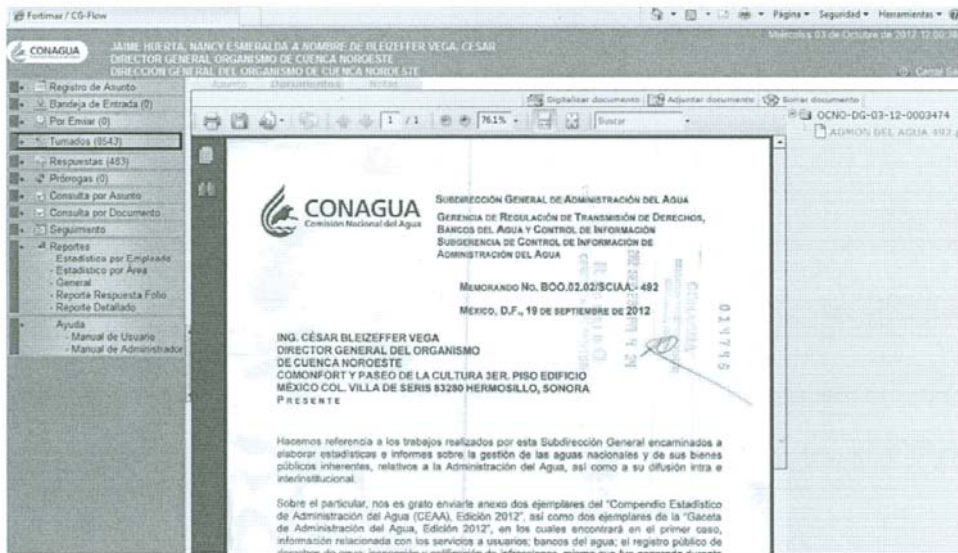 Fortimax / CG-Flow
Página Seguridad Herramientas
Miércoles 03 de Octubre de 2012 12:00:38
CONAGUA
JAIME HUERTA, NANCY ESMERALDA A NOMBRE DE BLEIZEFFER VEGA, CESAR
DIRECTOR GENERAL ORGANISMO DE CUENCA NOROESTE
DIRECCION GENERAL DEL ORGANISMO DE CUENCA NOROESTE
Cerrar
Asunto Documentos Notas
Registro de Asunto
Bandeja de Entrada (0)
Por Enviar (0)
Turnados (8543)
Respuestas (483)
Prórrogas (0)
Consulta por Asunto
Consulta por Documento
Seguimiento
Reportes
Estadístico por Empleado
- Estadístico por Área
- General
- Reporte Respuesta Folio
- Reporte Detallado
Ayuda
- Manual de Usuario
- Manual de Administrador
Digitalizar documento Adjuntar documento Borrar documento
1 / 1 76.1% Buscar
OCNO-DG-03-12-0003474
ADMON DEL AGUA 492
CONAGUA
Comisión Nacional del Agua
SUBDIRECCIÓN GENERAL DE ADMINISTRACIÓN DEL AGUA
GERENCIA DE REGULACIÓN DE TRANSMISIÓN DE DERECHOS,
BANCOS DEL AGUA Y CONTROL DE INFORMACIÓN
SUBGERENCIA DE CONTROL DE INFORMACIÓN DE
ADMINISTRACIÓN DEL AGUA
MEMORANDO NO. BOO.02.02/SCIAA.- 492
MÉXICO, D.F., 19 DE SEPTIEMBRE DE 2012
014746
ING. CÉSAR BLEIZEFFER VEGA
DIRECTOR GENERAL DEL ORGANISMO
DE CUENCA NOROESTE
COMONFORT Y PASEO DE LA CULTURA 3ER. PISO EDIFICIO
MÉXICO COL. VILLA DE SERIS 83280 HERMOSILLO, SONORA
PRESENTE
Hacemos referencia a los trabajos realizados por esta Subdirección General encaminados a
elaborar estadísticas e informes sobre la gestión de las aguas nacionales y de sus bienes
públicos inherentes, relativos a la Administración del Agua, así como a su difusión intra e
interinstitucional.
Sobre el particular, nos es grato enviarle anexo dos ejemplares del "Compendio Estadístico
de Administración del Agua (CEAA), Edición 2012", así como dos ejemplares de la "Gaceta
de Administración del Agua, Edición 2012", en los cuales encontrará en el primer caso,
información relacionada con los servicios a usuarios; bancos del agua; el registro público de